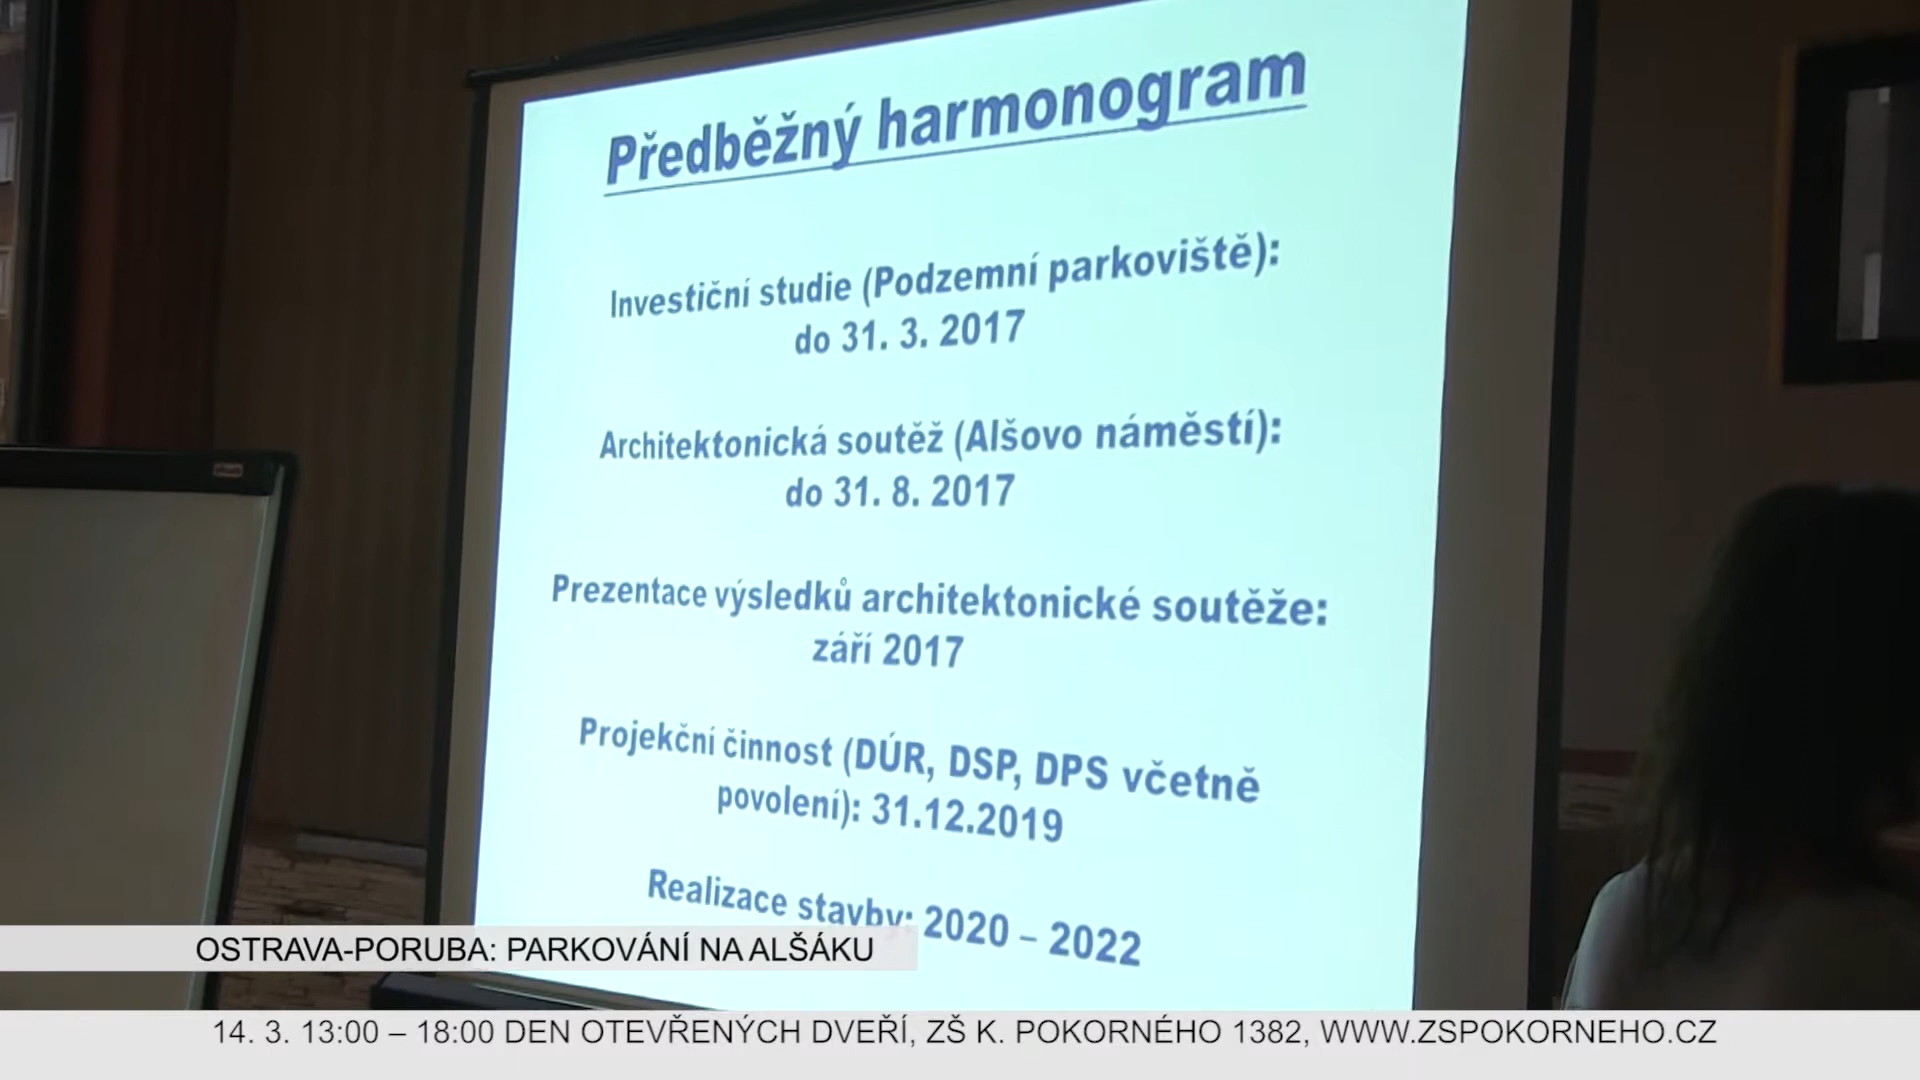 Předběžný harmonogram
Investiční studie (Podzemní parkoviště):
do 31. 3. 2017
Architektonická soutěž (Alšovo náměstí):
do 31. 8. 2017
Prezentace výsledků architektonické soutěže:
září 2017
Projekční činnost (DÚR, DSP, DPS včetně
povolení): 31.12.2019
Realizace stavby: 2020 – 2022
OSTRAVA-PORUBA: PARKOVÁNÍ NA ALŠÁKU
14. 3. 13:00 – 18:00 DEN OTEVŘENÝCH DVEŘÍ, ZŠ K. POKORNÉHO 1382, WWW.ZSPOKORNEHO.CZ